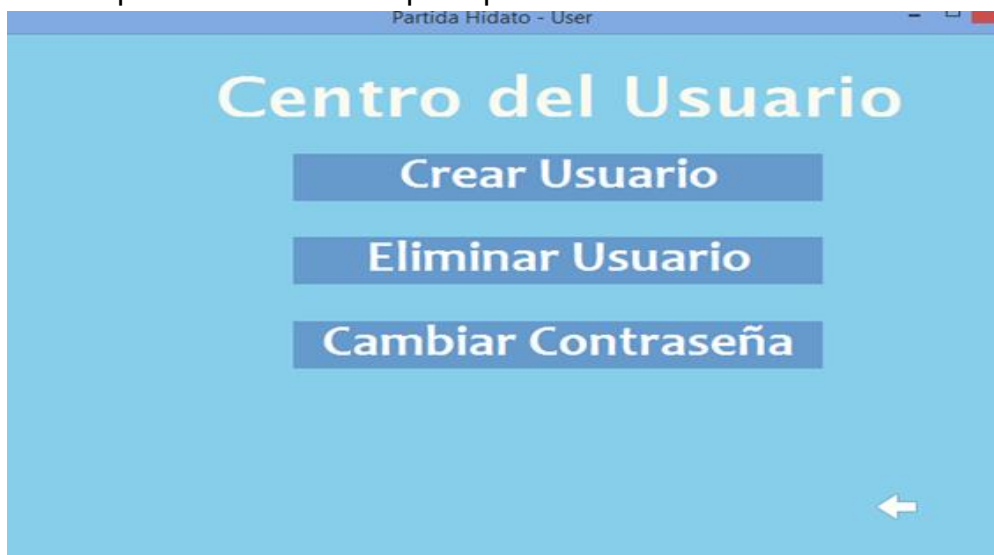 Partida Hidato - User
Centro del Usuario
Crear Usuario
Eliminar Usuario
Cambiar Contraseña